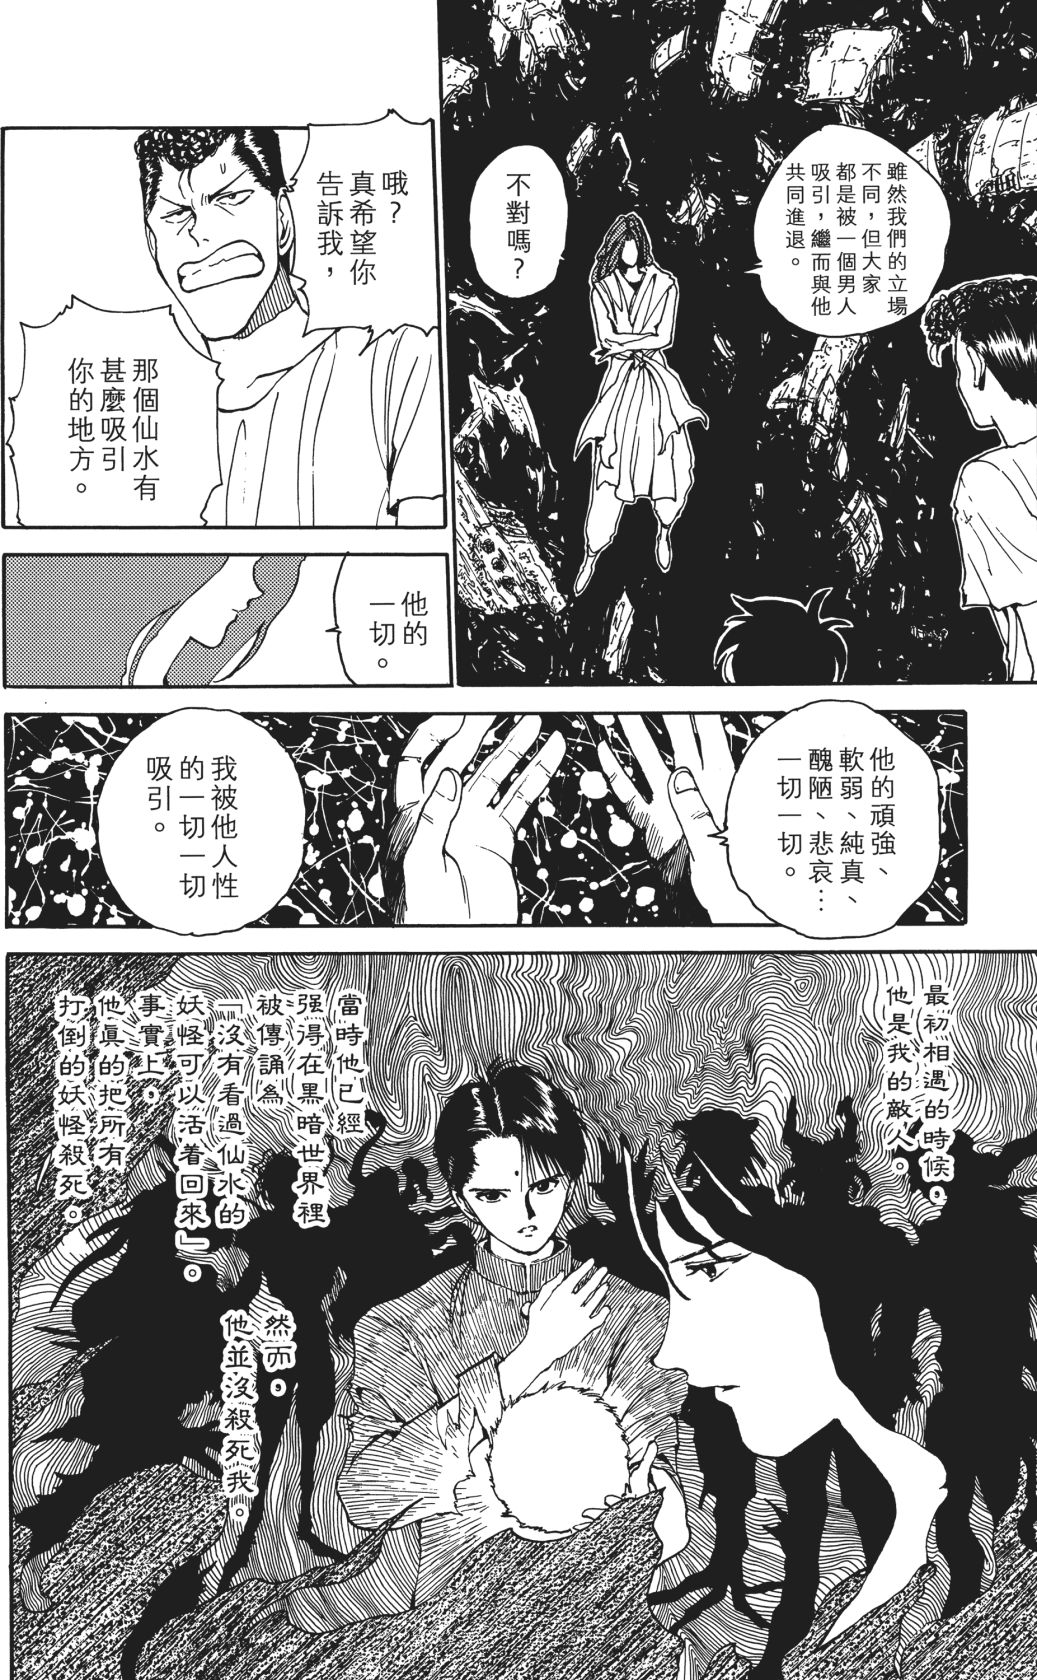 雖然我們的立場
不同，但大家
都是被一個男人
吸引，繼而與他
共同進退。
不對嗎？
哦？
真希望你
告訴我，
那個仙水有
甚麼吸引
你的地方。
他的
一切。
他的頑強、
軟弱、純真、
醜陋、悲哀…
一切一切。
我被他人性
的一切一切
吸引。
最初相遇的時候，
他是我的敵人。
當時他已經
强得在黑暗世界裡
被傳誦為
「沒有看過仙水的
妖怪可以活着回來」。
事實上，
他真的把所有
打倒的妖怪殺死。
然而，
他並沒殺死我。